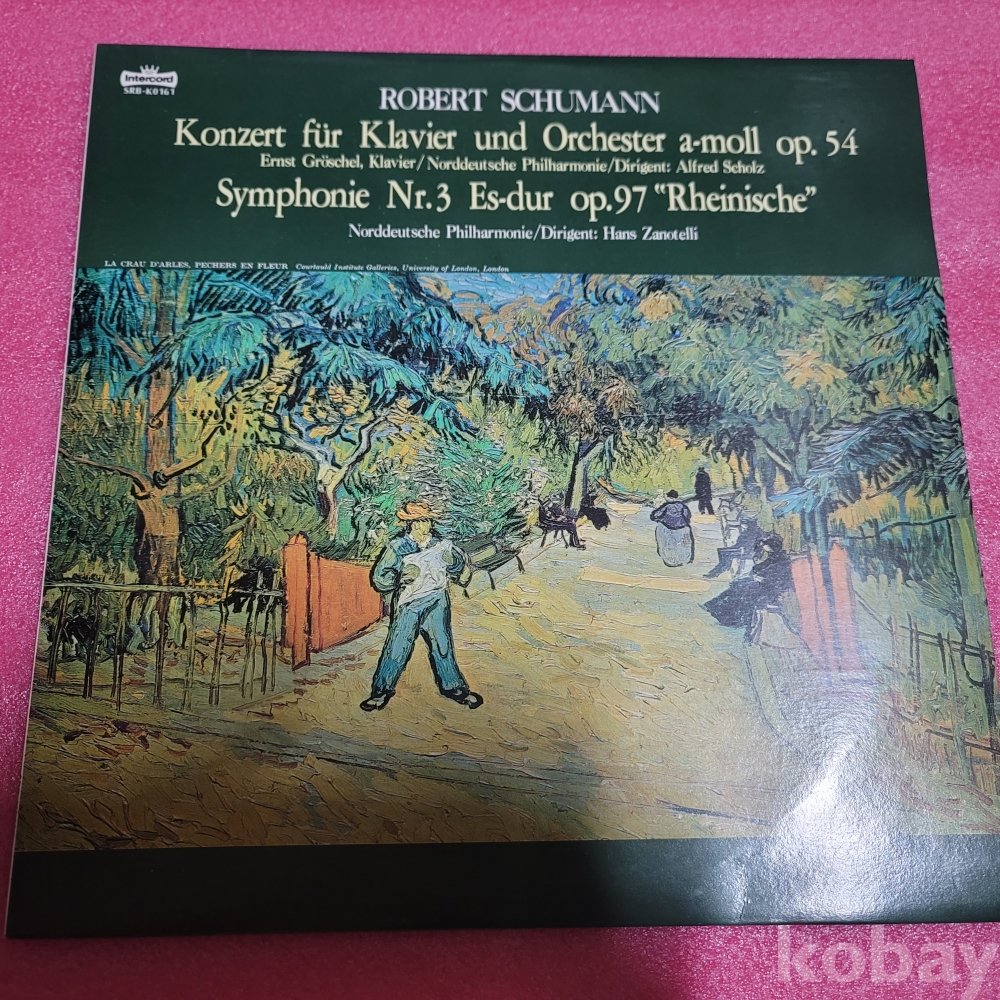 Intercord
SRB-K0161
ROBERT SCHUMANN
Konzert für Klavier und Orchester a-moll op. 54
Ernst Gröschel, Klavier/Norddeutsche Philharmonie/Dirigent: Alfred Scholz
Symphonie Nr. 3 Es-dur op. 97 "Rheinische"
Norddeutsche Philharmonie/Dirigent: Hans Zanotelli
LA CRAU D'ARLES, PECHERS EN FLEUR Courtauld Institute Galleries, University of London, London
kobay